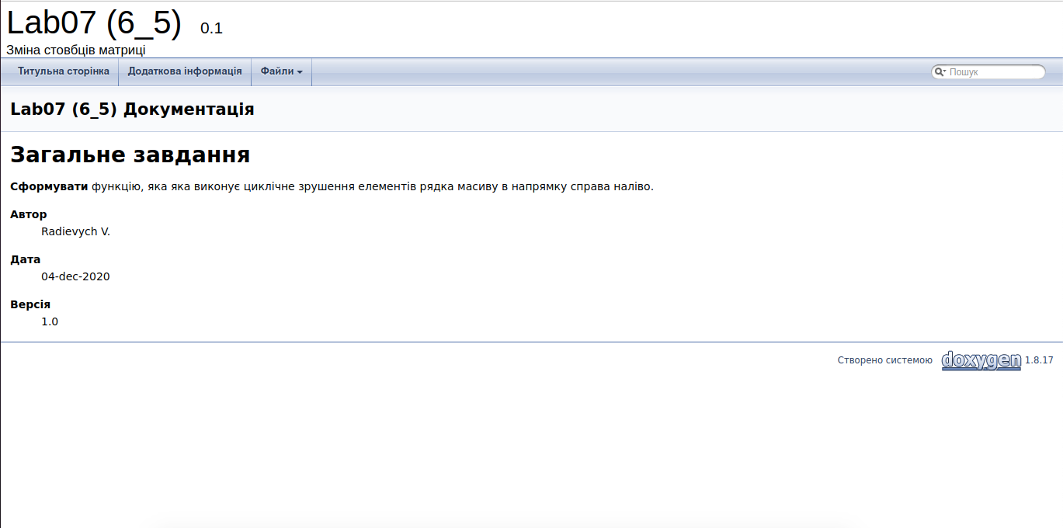 Lab07 (6_5) 0.1
Зміна стовбців матриці
Титульна сторінка Додаткова інформація Файли Пошук
Lab07 (6_5) Документація
Загальне завдання
Сформувати функцію, яка яка виконує циклічне зрушення елементів рядка масиву в напрямку справа наліво.
Автор
Radievych V.
Дата
04-dec-2020
Версія
1.0
Створено системою doxygen 1.8.17